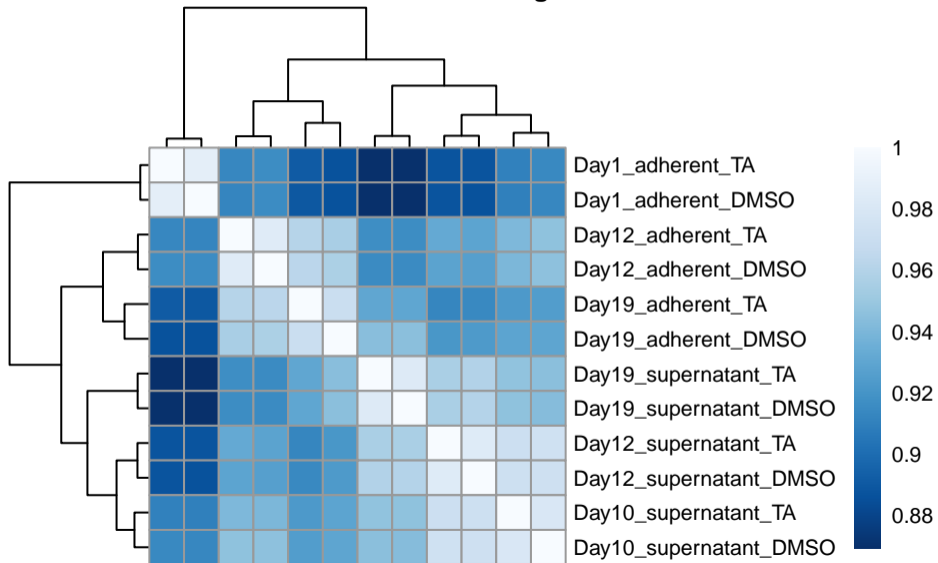 Day1_adherent_TA
Day1_adherent_DMSO
Day12_adherent_TA
Day12_adherent_DMSO
Day19_adherent_TA
Day19_adherent_DMSO
Day19_supernatant_TA
Day19_supernatant_DMSO
Day12_supernatant_TA
Day12_supernatant_DMSO
Day10_supernatant_TA
Day10_supernatant_DMSO
1
0.98
0.96
0.94
0.92
0.9
0.88